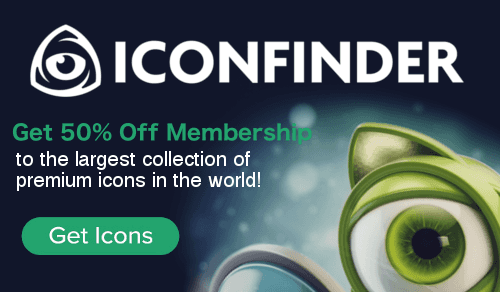 ICONFINDER
Get 50% Off Membership
to the largest collection of
premium icons in the world!
Get Icons